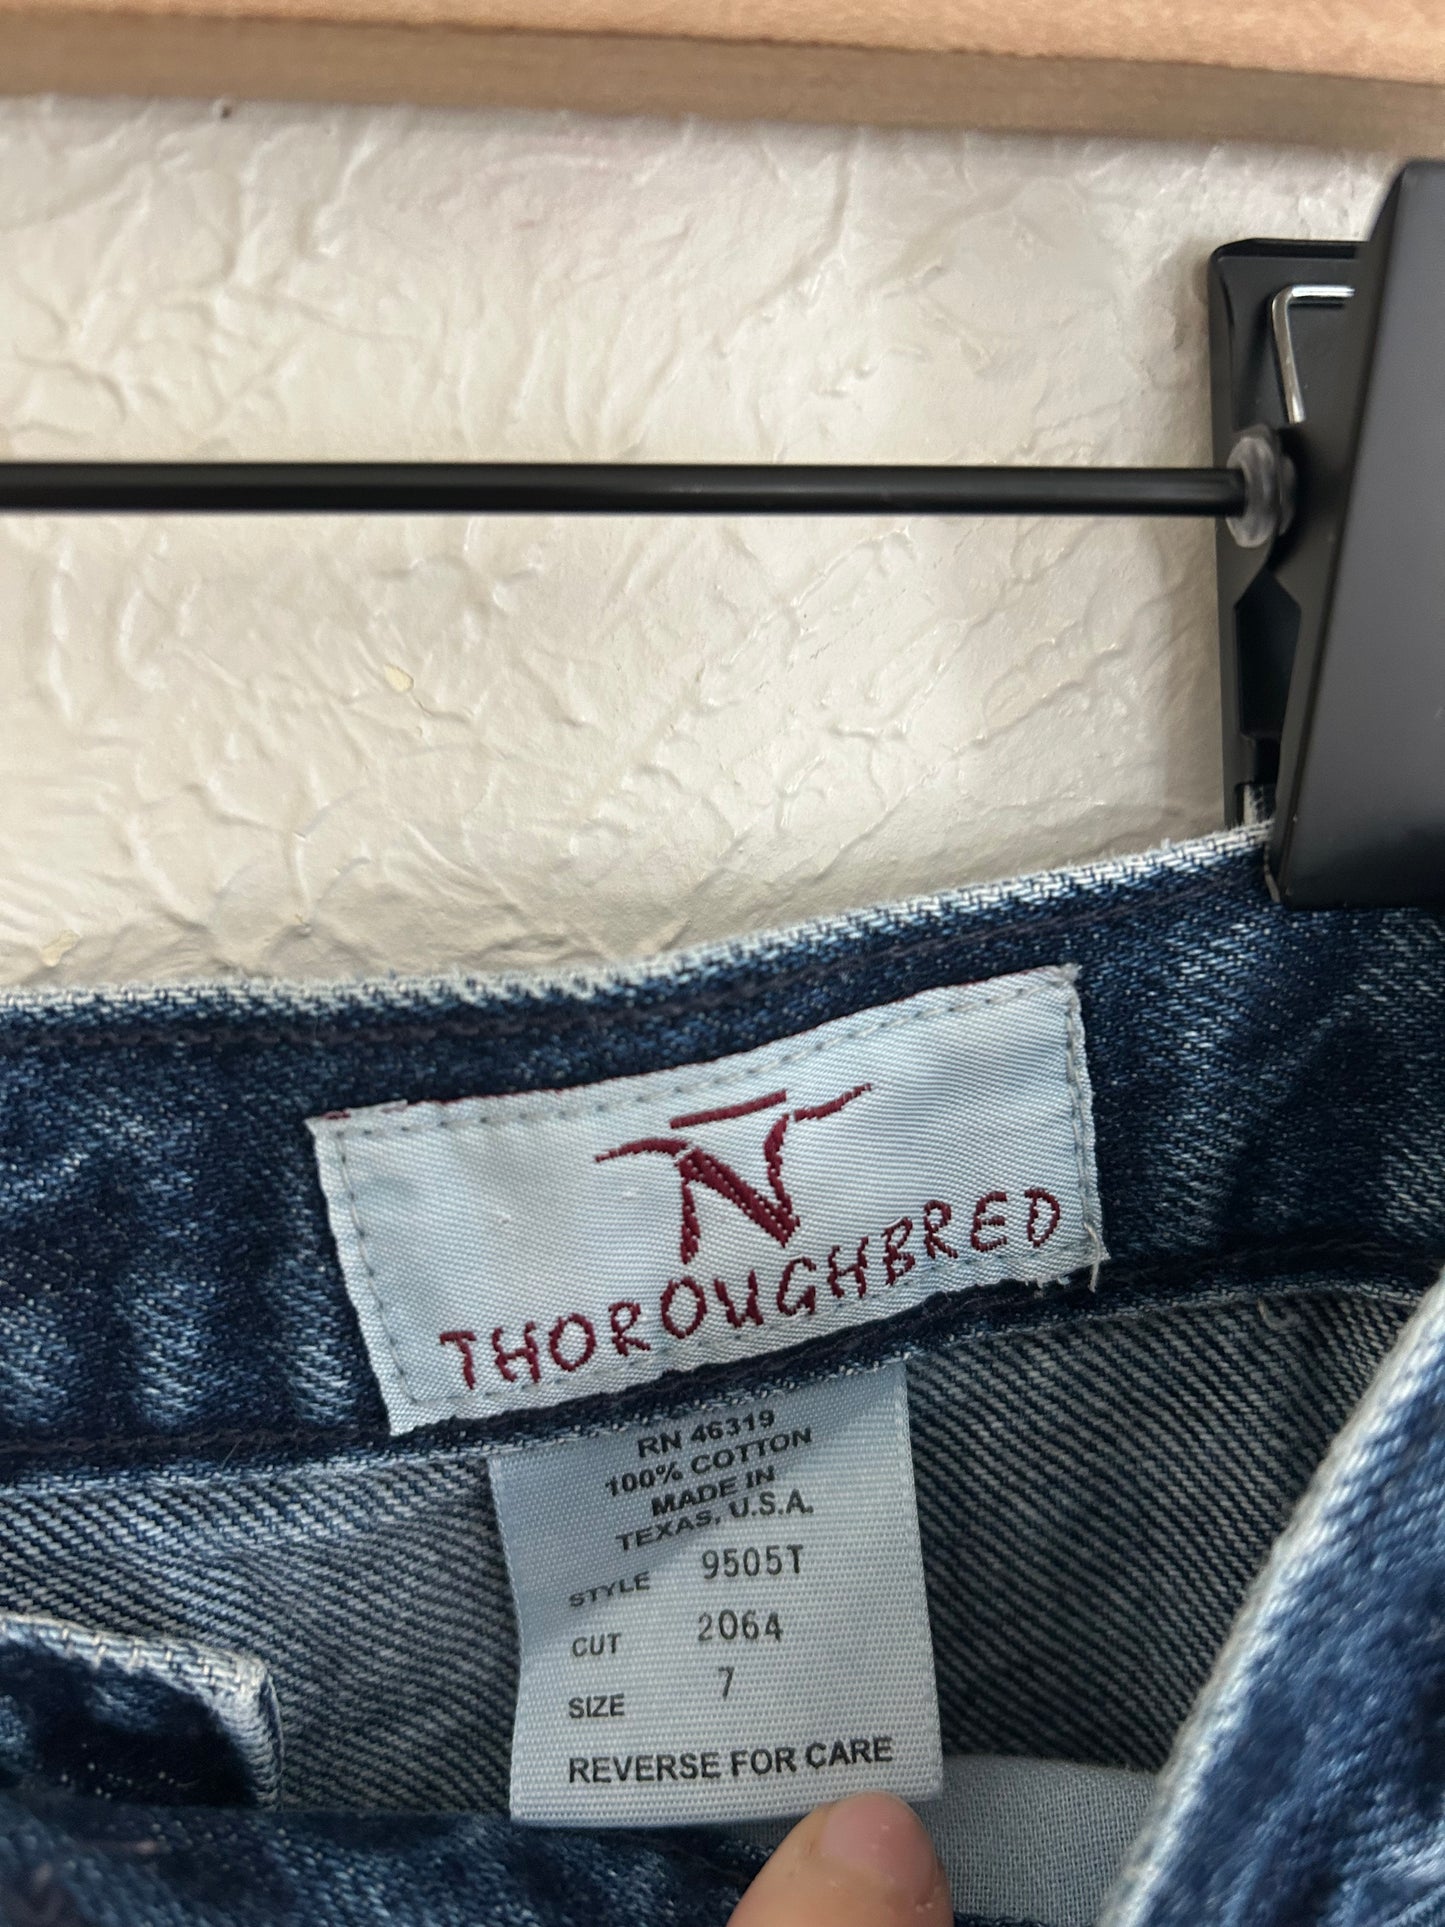 THOROUGHBRED
RN 46319
100% COTTON
MADE IN
TEXAS, U.S.A.
STYLE 9505T
CUT 2064
SIZE 7
REVERSE FOR CARE